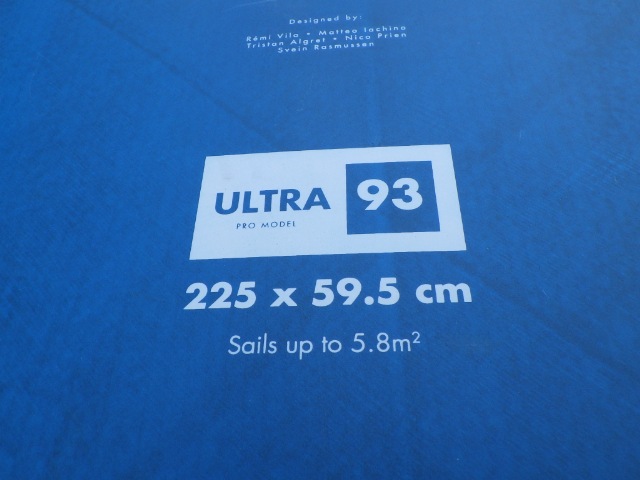 Designed by:
Rémi Vila • Matteo Iachino
Tristan Algret • Nico Prien
Svein Rasmussen
ULTRA 93
PRO MODEL
225 x 59.5 cm
Sails up to 5.8m²